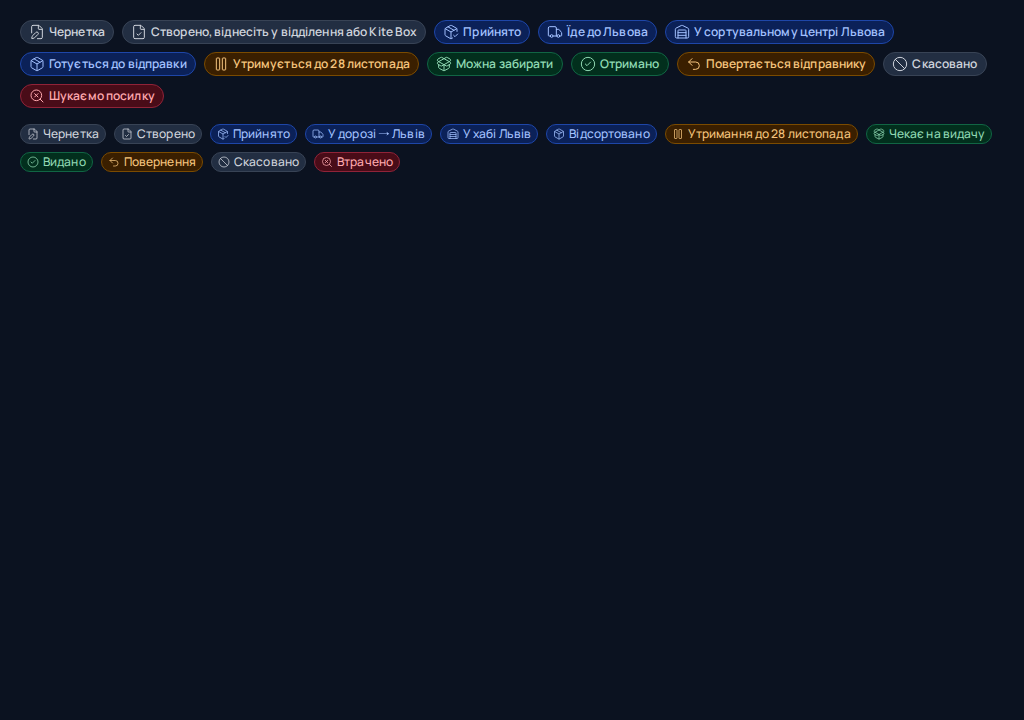 Чернетка Створено, віднесіть у відділення або Kite Box Прийнято Їде до Львова У сортувальному центрі Львова
Готується до відправки Утримується до 28 листопада Можна забирати Отримано Повертається відправнику Скасовано
Шукаємо посилку
Чернетка Створено Прийнято У дорозі → Львів У хабі Львів Відсортовано Утримання до 28 листопада Чекає на видачу
Видано Повернення Скасовано Втрачено